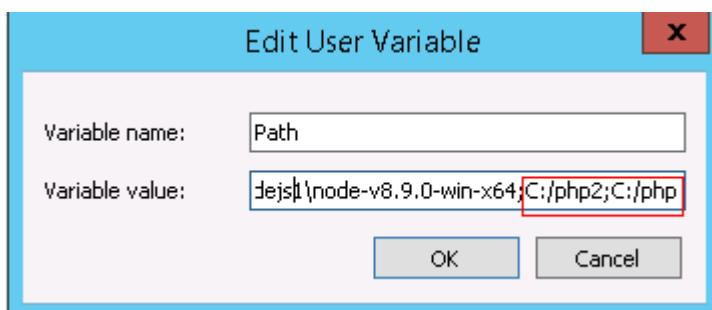 Edit User Variable
x
Variable name:
Path
Variable value:
dejs1\node-v8.9.0-win-x64;C:/php2;C:/php
OK
Cancel